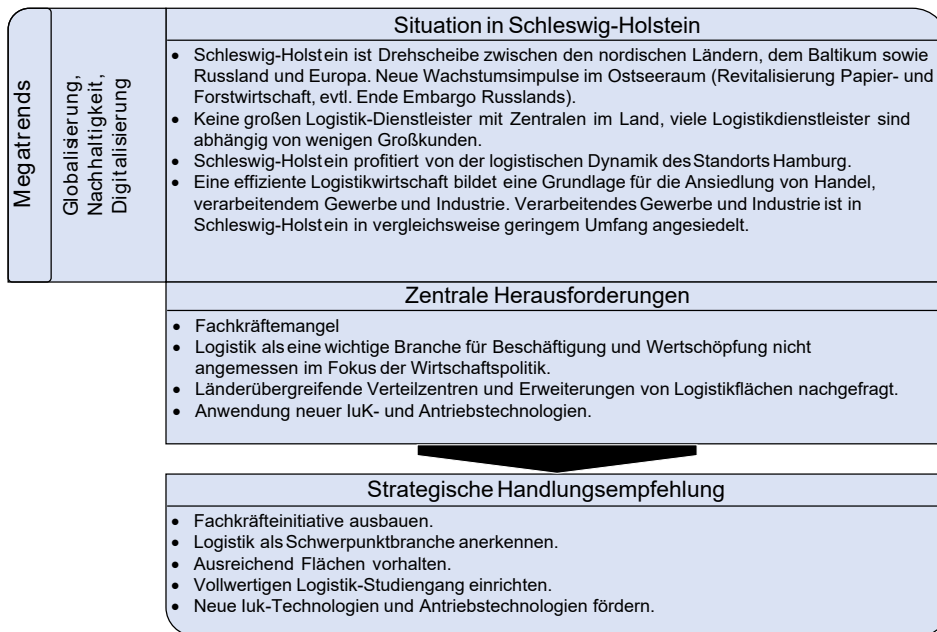 Megatrends
Globalisierung,
Nachhaltigkeit,
Digitalisierung
Situation in Schleswig-Holstein
• Schleswig-Holstein ist Drehscheibe zwischen den nordischen Ländern, dem Baltikum sowie
Russland und Europa. Neue Wachstumsimpulse im Ostseeraum (Revitalisierung Papier- und
Forstwirtschaft, evtl. Ende Embargo Russlands).
• Keine großen Logistik-Dienstleister mit Zentralen im Land, viele Logistikdienstleister sind
abhängig von wenigen Großkunden.
• Schleswig-Holstein profitiert von der logistischen Dynamik des Standorts Hamburg.
• Eine effiziente Logistikwirtschaft bildet eine Grundlage für die Ansiedlung von Handel,
verarbeitendem Gewerbe und Industrie. Verarbeitendes Gewerbe und Industrie ist in
Schleswig-Holstein in vergleichsweise geringem Umfang angesiedelt.
Zentrale Herausforderungen
• Fachkräftemangel
• Logistik als eine wichtige Branche für Beschäftigung und Wertschöpfung nicht
angemessen im Fokus der Wirtschaftspolitik.
• Länderübergreifende Verteilzentren und Erweiterungen von Logistikflächen nachgefragt.
• Anwendung neuer IuK- und Antriebstechnologien.
Strategische Handlungsempfehlung
• Fachkräfteinitiative ausbauen.
• Logistik als Schwerpunktbranche anerkennen.
• Ausreichend Flächen vorhalten.
• Vollwertigen Logistik-Studiengang einrichten.
• Neue Iuk-Technologien und Antriebstechnologien fördern.